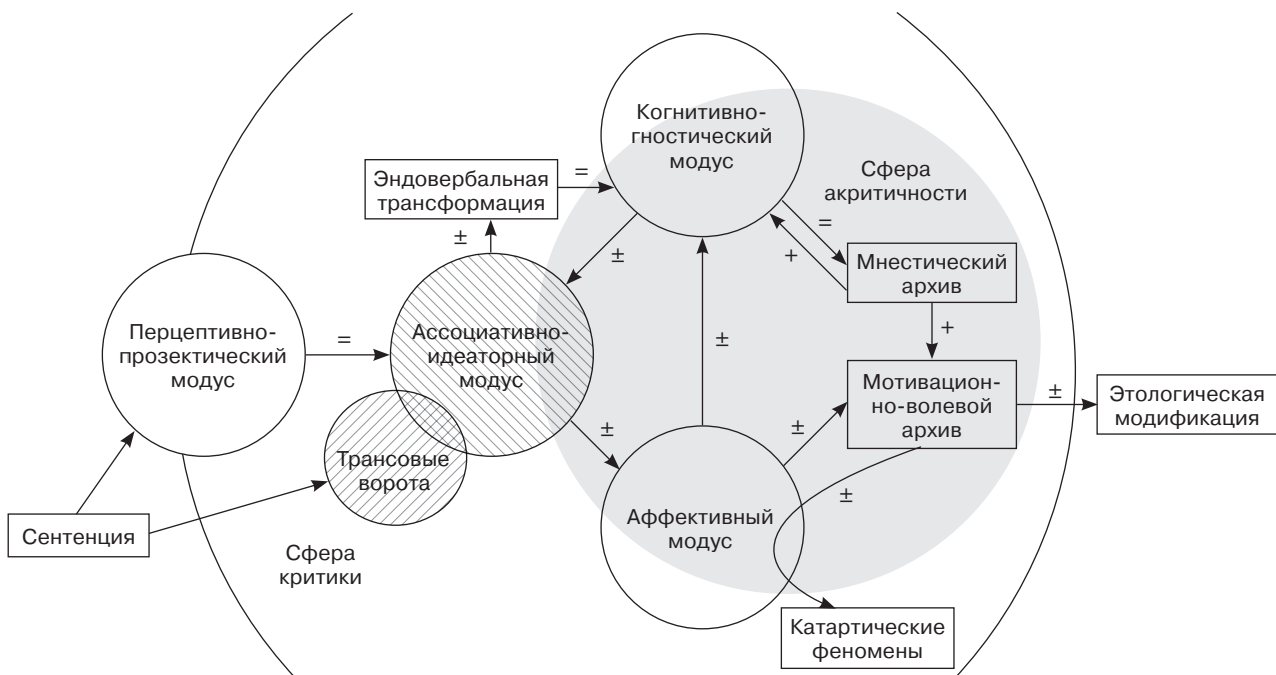 Когнитивно-
гностический
модус
Сфера
акритичности
Эндовербальная
трансформация
=
=
±
±
+
Мнестический
архив
Перцептивно-
прозектический
модус
=
Ассоциативно-
идеаторный
модус
±
+
Мотивацион-
но-волевой
архив
±
Этологическая
модификация
Трансовые
ворота
±
±
±
Сентенция
Сфера
критики
Аффективный
модус
Катартические
феномены